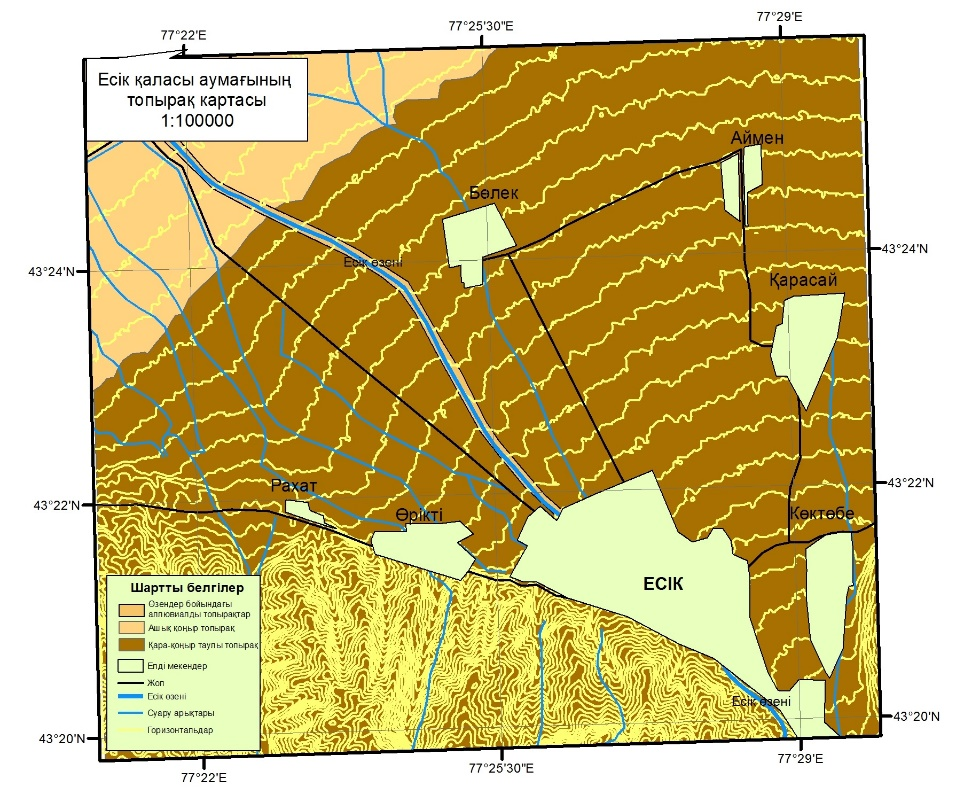 77°22'E
77°25'30"E
77°29'E
Есік қаласы аумағының
топырақ картасы
1:100000
Аймен
Бөлек
43°24'N
Есік өзені
43°24'N
Қарасай
43°22'N
Рахат
43°22'N
Өрікті
Көктөбе
ЕСІК
Шартты белгілер
Өзендер бойындағы
аллювиалды топырақтар
Ашық қоңыр топырақ
Қара-қоңыр таулы топырақ
Елді мекендер
Жол
Есік өзені
Суару арықтары
Горизонтальдар
Есік өзені
43°20'N
43°20'N
77°22'E
77°25'30"E
77°29'E